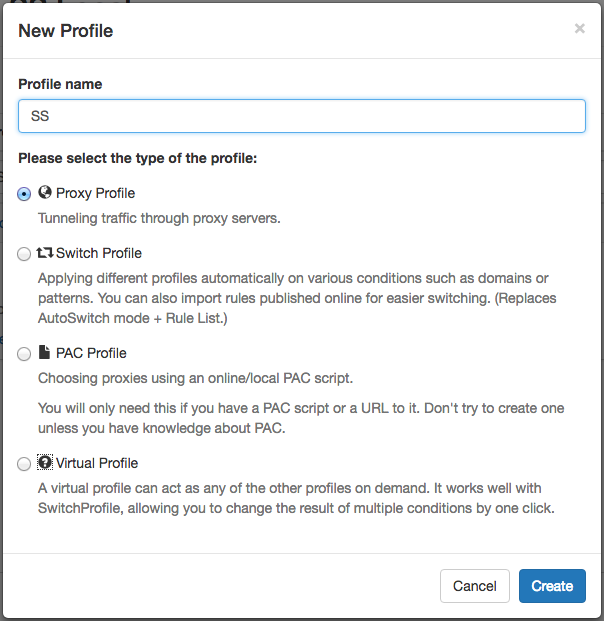 New Profile
×
Profile name
SS
Please select the type of the profile:
Proxy Profile
Tunneling traffic through proxy servers.
Switch Profile
Applying different profiles automatically on various conditions such as domains or
patterns. You can also import rules published online for easier switching. (Replaces
AutoSwitch mode + Rule List.)
PAC Profile
Choosing proxies using an online/local PAC script.
You will only need this if you have a PAC script or a URL to it. Don't try to create one
unless you have knowledge about PAC.
Virtual Profile
A virtual profile can act as any of the other profiles on demand. It works well with
SwitchProfile, allowing you to change the result of multiple conditions by one click.
Cancel
Create